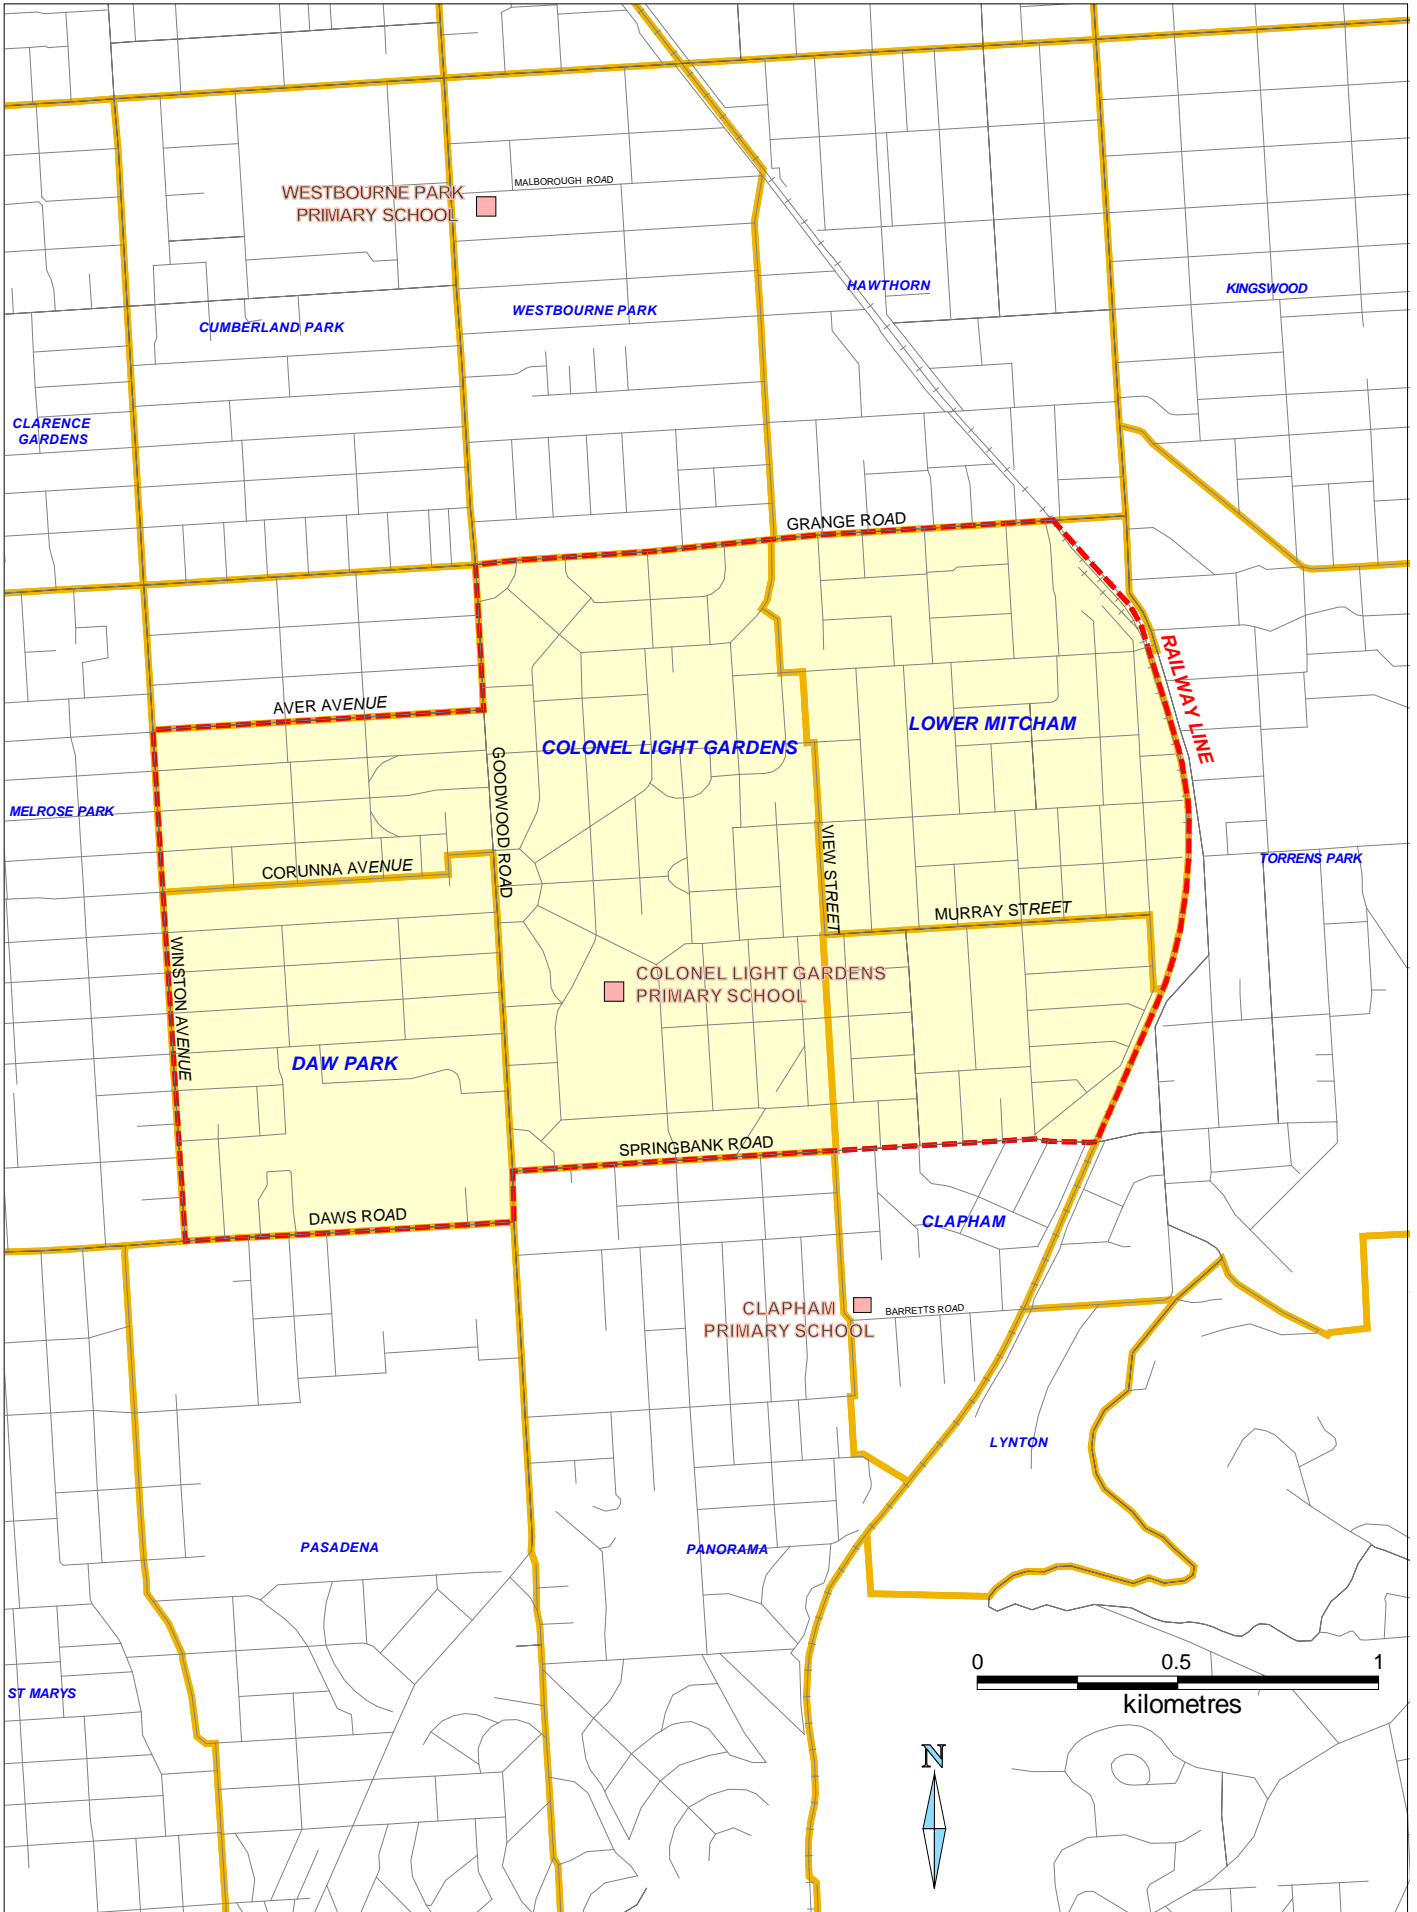 WESTBOURNE PARK
PRIMARY SCHOOL
MALBOROUGH ROAD
HAWTHORN
KINGSWOOD
WESTBOURNE PARK
CUMBERLAND PARK
CLARENCE
GARDENS
GRANGE ROAD
RAILWAY LINE
AVER AVENUE
LOWER MITCHAM
COLONEL LIGHT GARDENS
GOODWOOD ROAD
MELROSE PARK
VIEW STREET
TORRENS PARK
CORUNNA AVENUE
MURRAY STREET
WINSTON AVENUE
COLONEL LIGHT GARDENS
PRIMARY SCHOOL
DAW PARK
SPRINGBANK ROAD
DAWS ROAD
CLAPHAM
CLAPHAM
PRIMARY SCHOOL
BARRETTS ROAD
LYNTON
PASADENA
PANORAMA
0 0.5 1
kilometres
ST MARYS
N